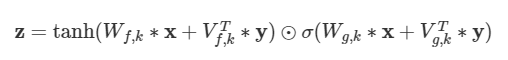 z = tanh(W_{f,k} * x + V_{f,k}^T * y) ⊙ σ(W_{g,k} * x + V_{g,k}^T * y)